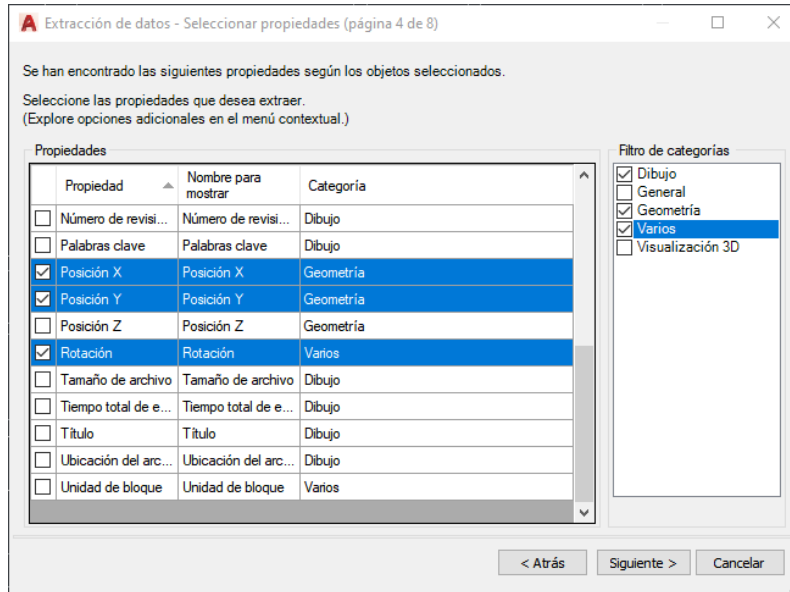 Extracción de datos - Seleccionar propiedades (página 4 de 8)
Se han encontrado las siguientes propiedades según los objetos seleccionados.
Seleccione las propiedades que desea extraer.
(Explore opciones adicionales en el menú contextual.)
Propiedades
Propiedad Nombre para mostrar Categoría
Número de revisi... Número de revisi... Dibujo
Palabras clave Palabras clave Dibujo
Posición X Posición X Geometría
Posición Y Posición Y Geometría
Posición Z Posición Z Geometría
Rotación Rotación Varios
Tamaño de archivo Tamaño de archivo Dibujo
Tiempo total de e... Tiempo total de e... Dibujo
Título Título Dibujo
Ubicación del arc... Ubicación del arc... Dibujo
Unidad de bloque Unidad de bloque Varios
Filtro de categorías
Dibujo
General
Geometría
Varios
Visualización 3D
< Atrás Siguiente > Cancelar